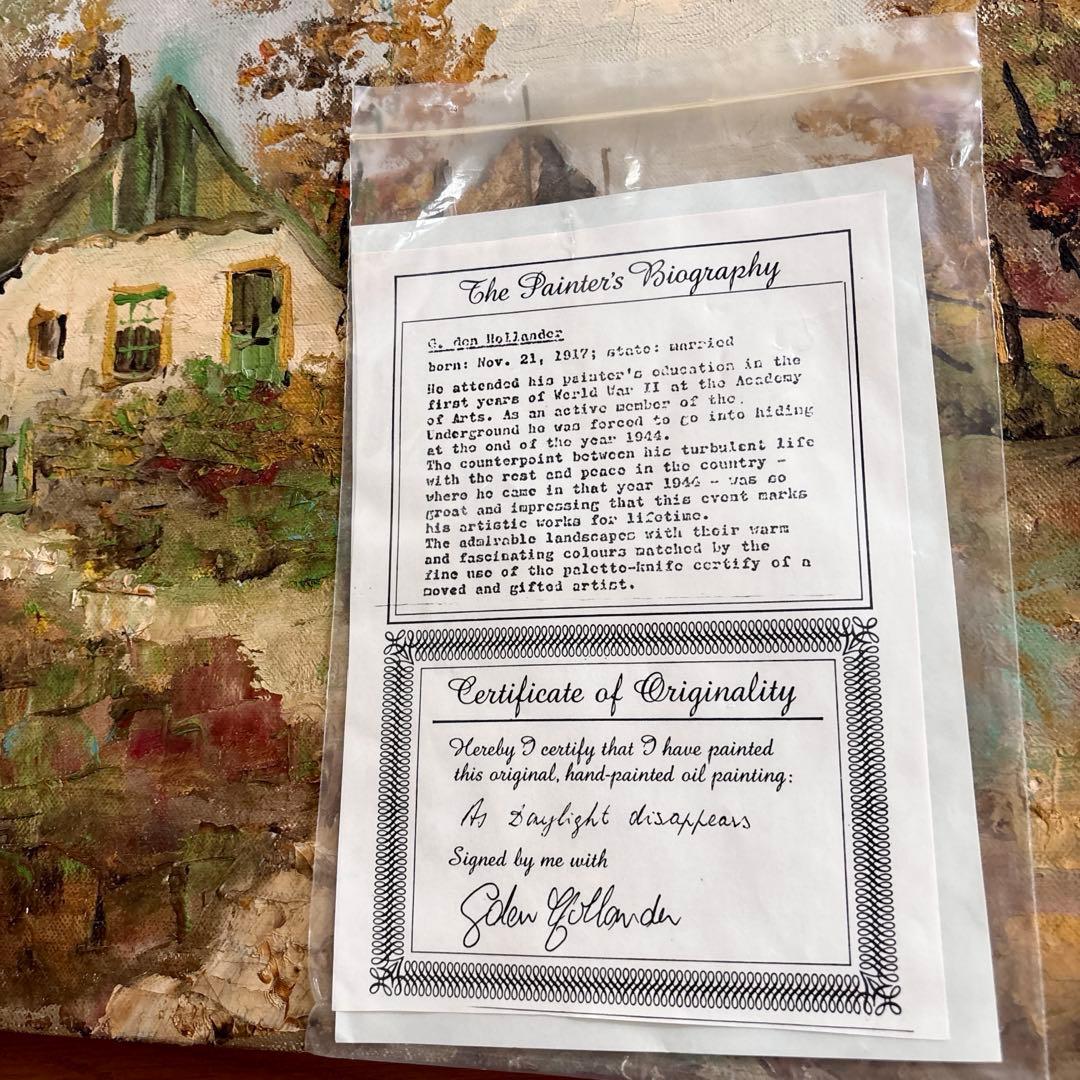 The Painter's Biography
G. den Hollander
born: Nov. 21, 1917; state: married
He attended his painter's education in the
first years of World War II at the Academy
of Arts. As an active member of the.
Underground he was forced to go into hiding
at the end of the year 1944.
The counterpoint between his turbulent life
with the rest and peace in the country -
where he came in that year 1944 - was so
great and impressing that this event marks
his artistic works for lifetime.
The admirable landscapes with their warm
and fascinating colours matched by the
fine use of the palette-knife certify of a
moved and gifted artist.
Certificate of Originality
Hereby I certify that I have painted
this original, hand-painted oil painting:
As Daylight disappears
Signed by me with
G den Hollander